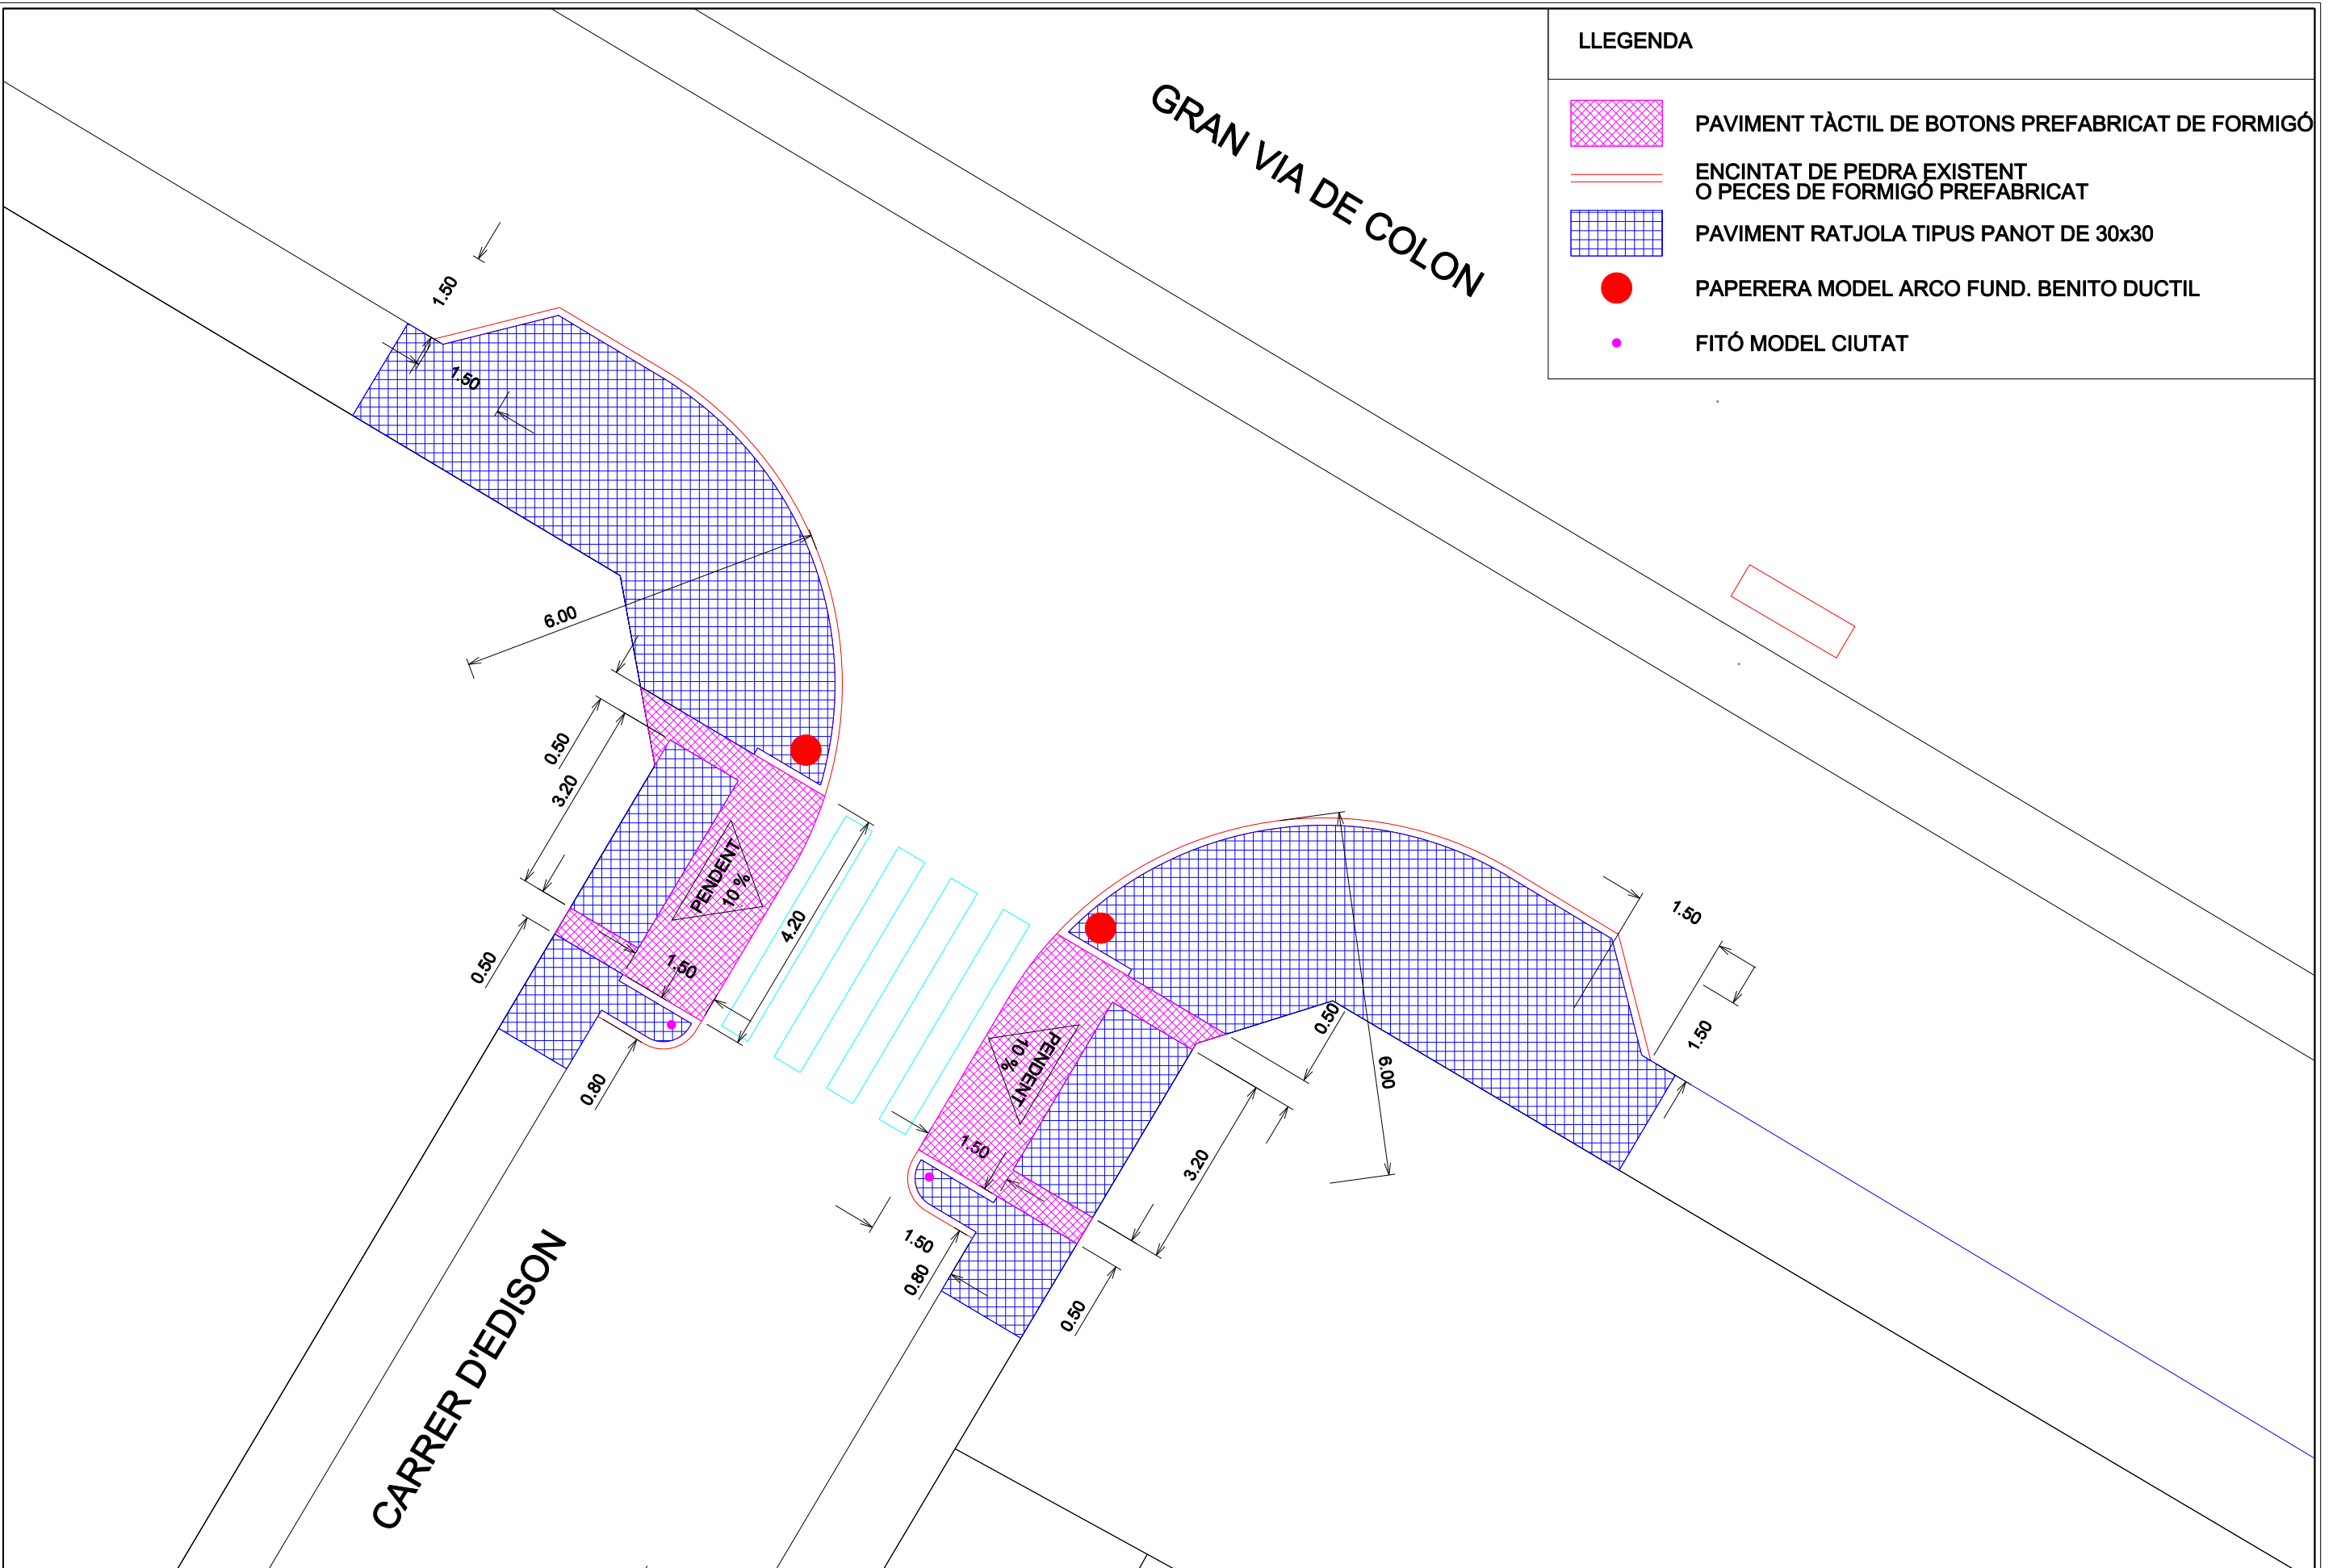 LLEGENDA
PAVIMENT TÀCTIL DE BOTONS PREFABRICAT DE FORMIGÓ
ENCINTAT DE PEDRA EXISTENT
O PECES DE FORMIGÓ PREFABRICAT
PAVIMENT RATJOLA TIPUS PANOT DE 30x30
PAPERERA MODEL ARCO FUND. BENITO DUCTIL
FITÓ MODEL CIUTAT
GRAN VIA DE COLON
1.50
1.50
6.00
0.50
3.20
PENDENT
10 %
4.20
0.50
1.50
0.80
1.50
1.50
0.50
6.00
PENDENT
10 %
1.50
3.20
1.50
0.80
0.50
CARRER D'EDISON